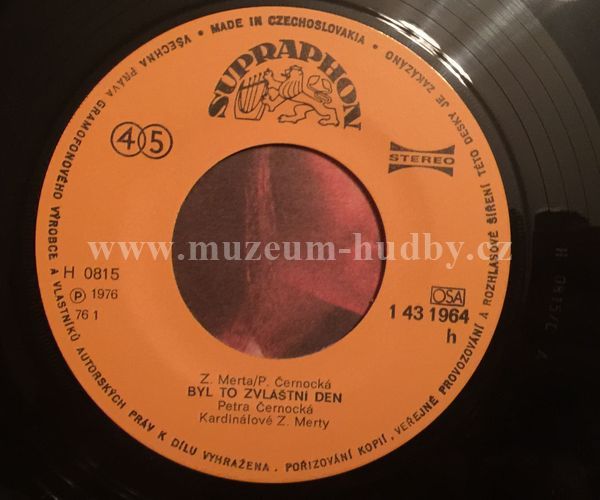 VŠECHNA PRÁVA GRAMOFONOVÉHO VÝROBCE A VLASTNÍKŮ AUTORSKÝCH PRÁV K DÍLU VYHRAŽENA. POŘIZOVÁNÍ KOPIÍ, VEŘEJNÉ PROVOZOVÁNÍ A ROZHLASOVÉ ŠÍŘENÍ TÉTO DESKY JE ZAKÁZÁNO • MADE IN CZECHOSLOVAKIA •
SUPRAPHON
45
STEREO
www.muzeum-hudby.cz
H 0815
OSA
Ⓟ 1976
1 43 1964
76 1
h
Z. Merta/P. Černocká
BYL TO ZVLÁŠTNÍ DEN
Petra Černocká
Kardinálové Z. Merty